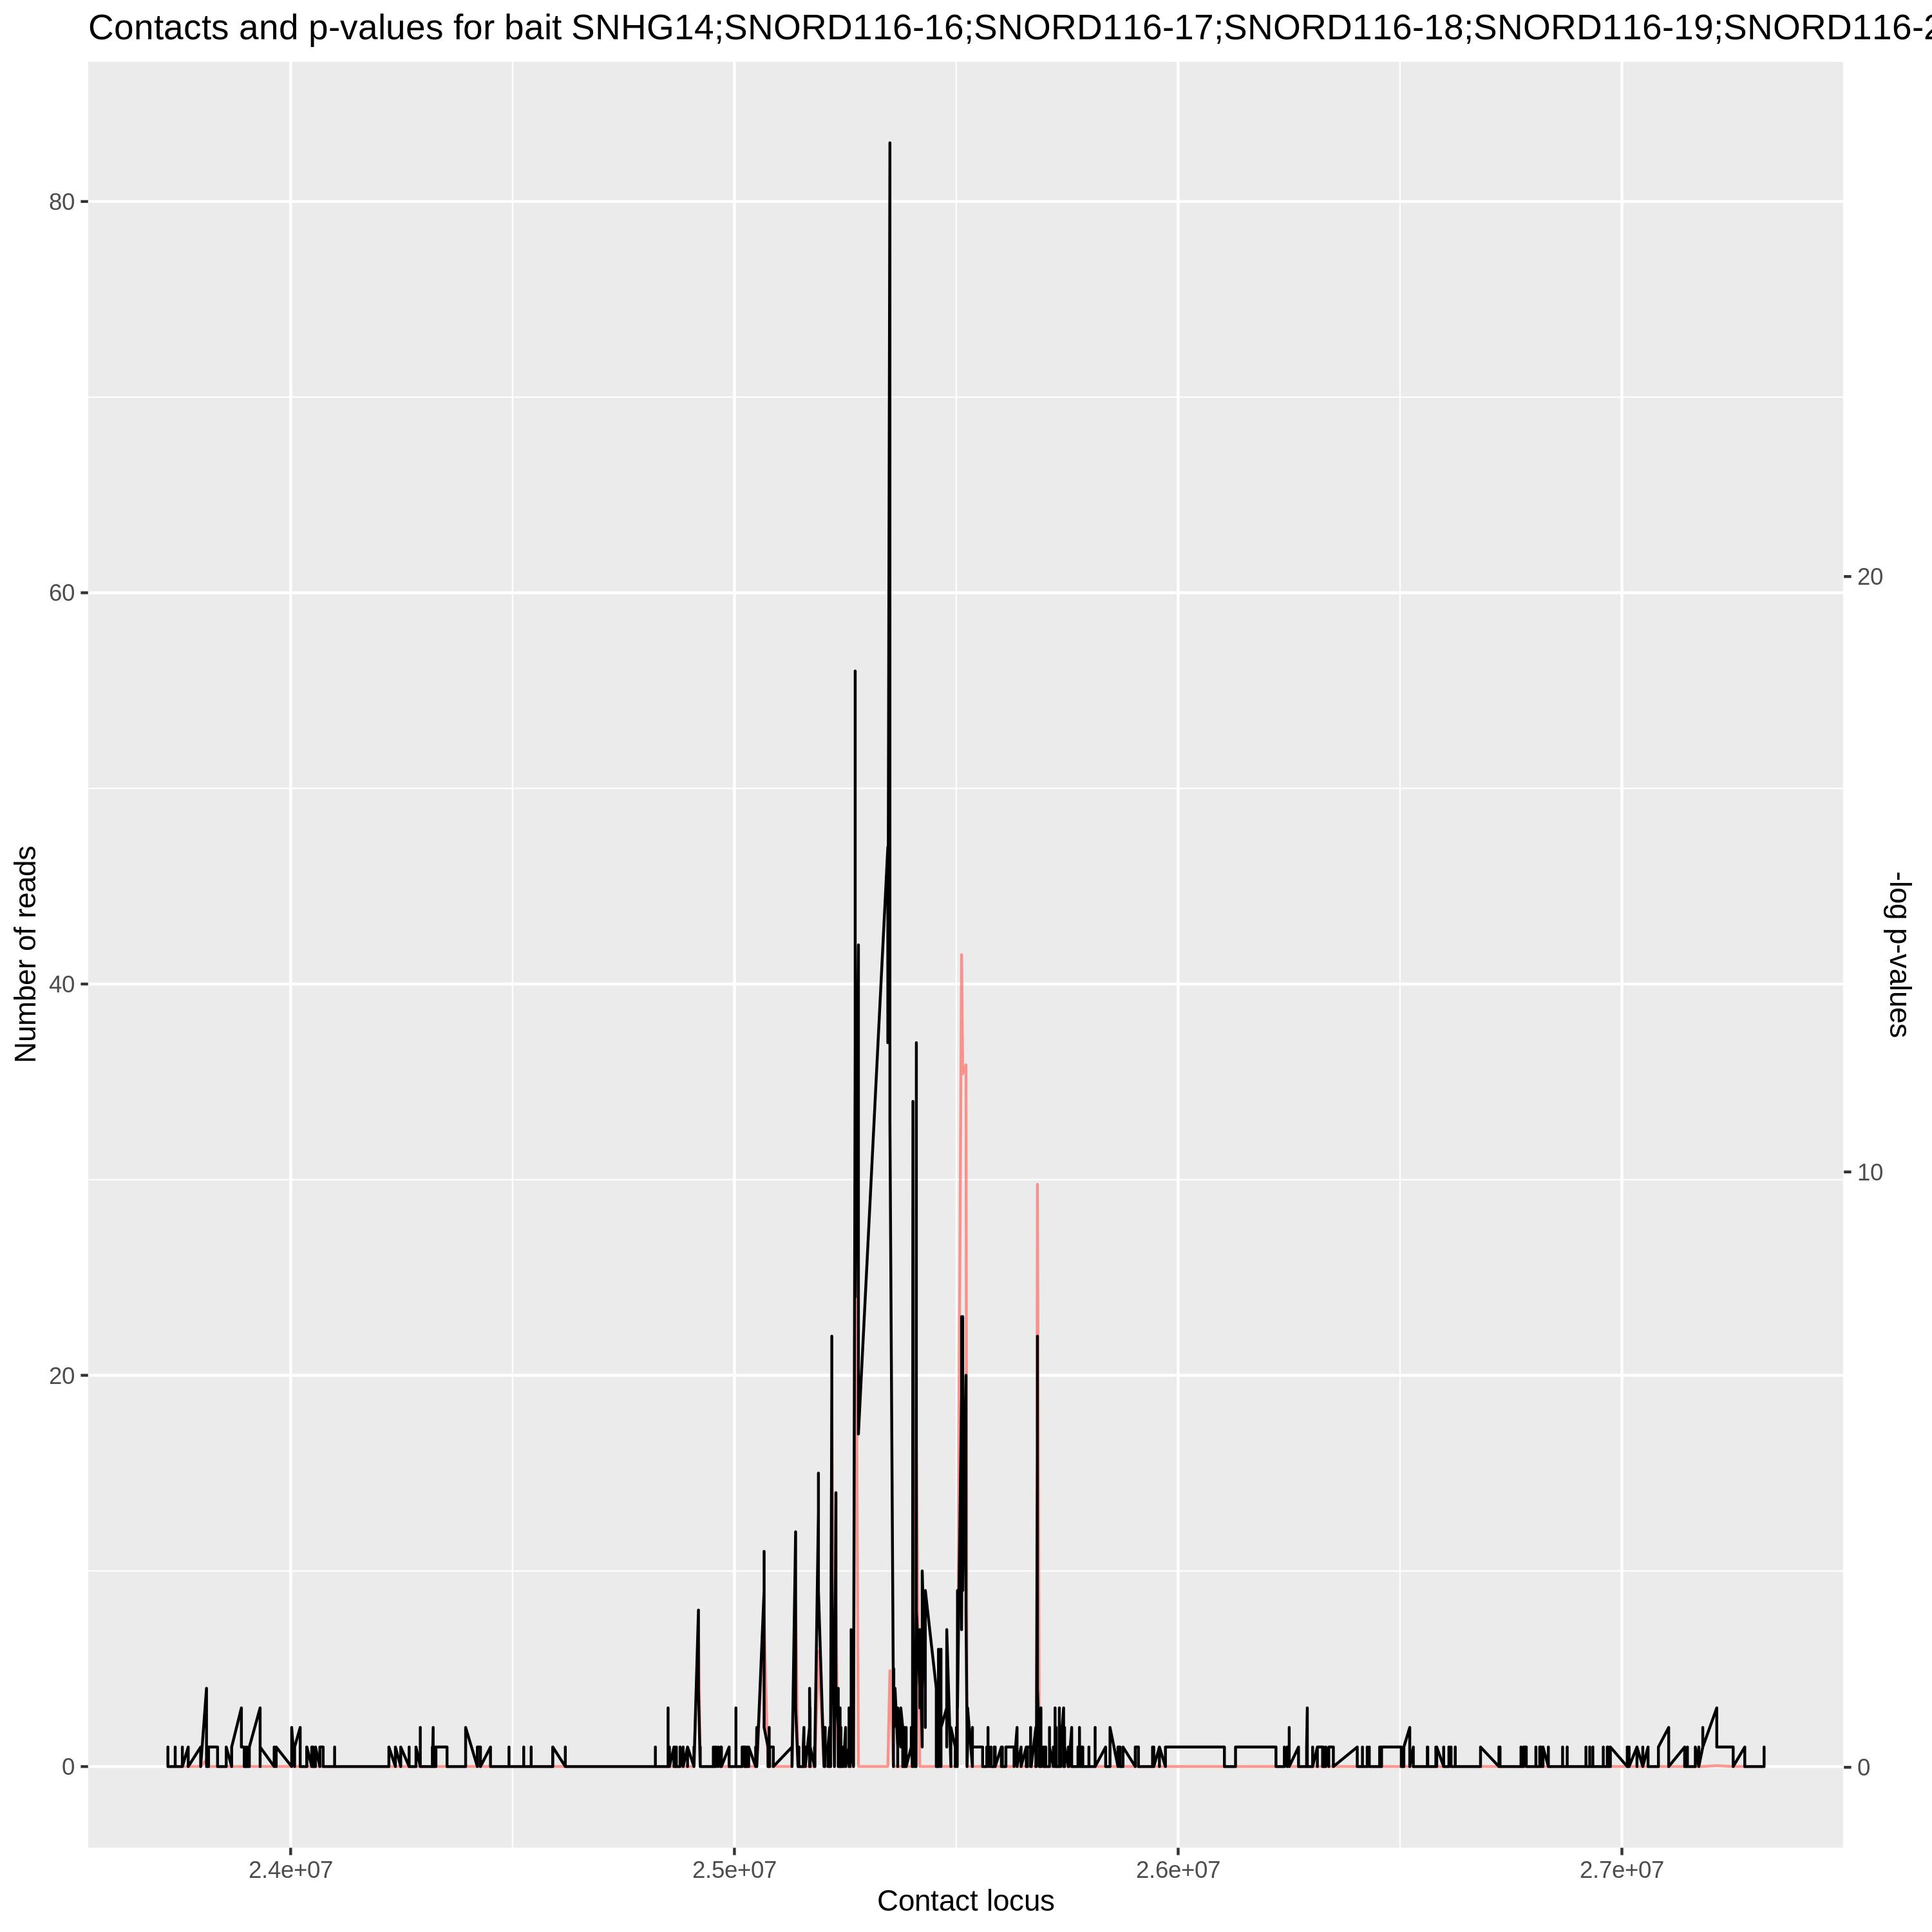 Contacts and p-values for bait SNHG14;SNORD116-16;SNORD116-17;SNORD116-18;SNORD116-19;SNORD116-2
80
60
40
20
0
Number of reads
20
10
0
-log p-values
2.4e+07
2.5e+07
2.6e+07
2.7e+07
Contact locus